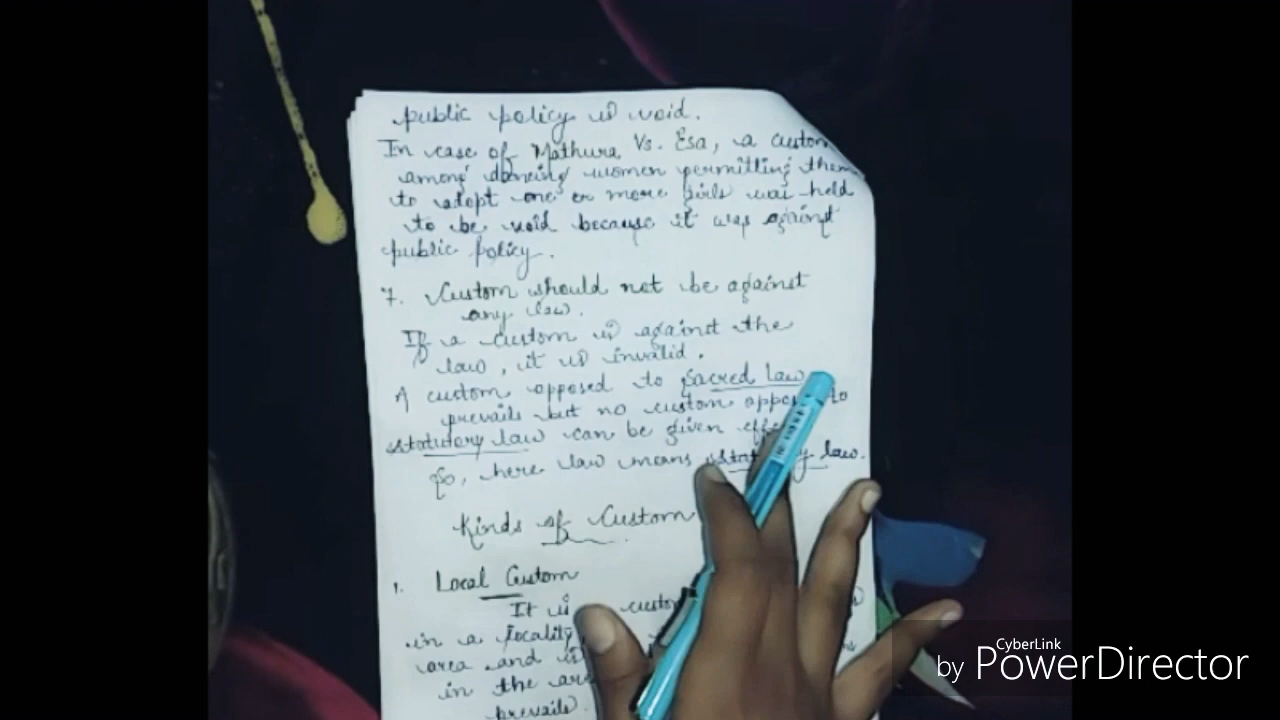 public policy is void.
In case of Mathura Vs. Esa, a custom
among dancing women permitting them
to adopt one or more girls was held
to be void because it was against
public policy.
7. Custom should not be against
any law.
If a custom is against the
law, it is invalid.
A custom opposed to sacred law
prevails but no custom to
statutory law can be given
So, here law means law.
Kinds of Custom
1. Local Custom
It is
in a locality
area and
in the
prevails.
CyberLink
by PowerDirector